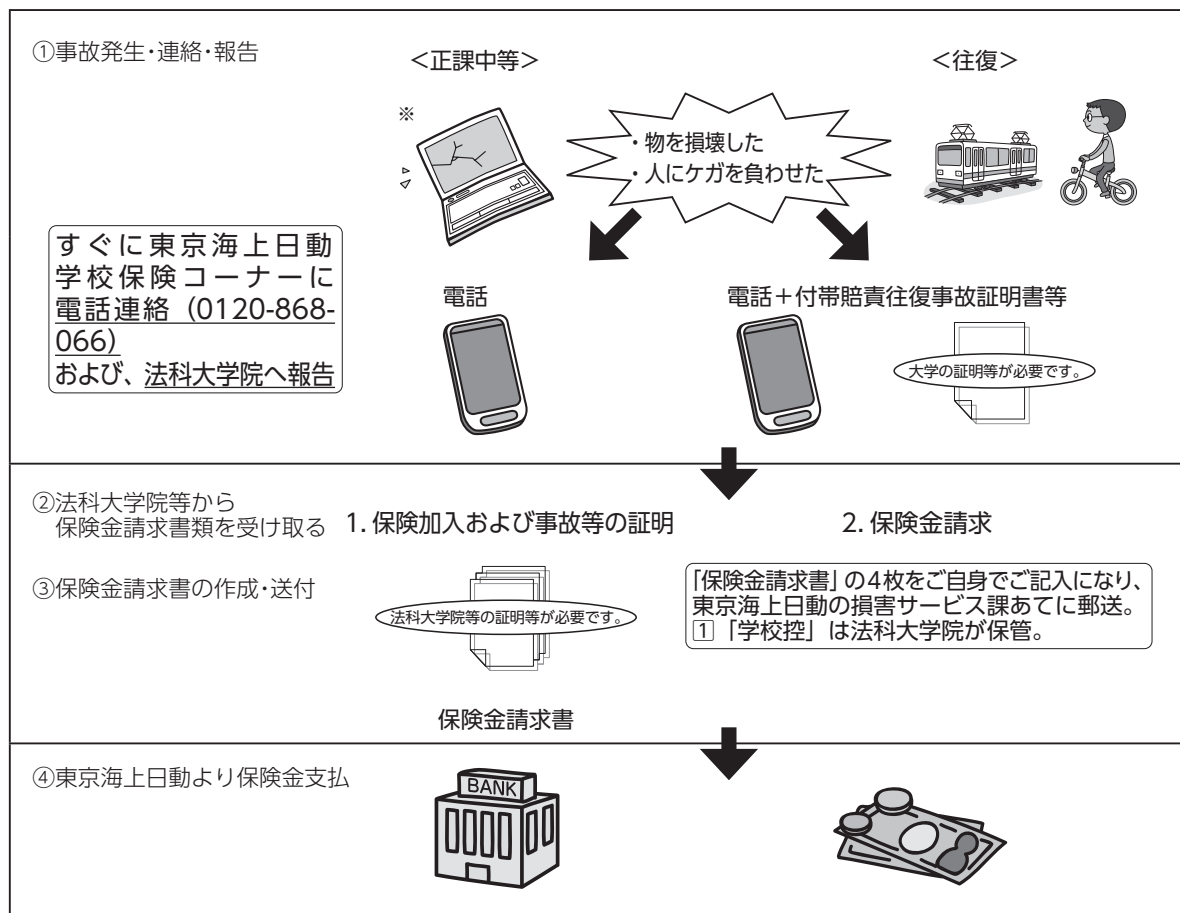 ①事故発生・連絡・報告
＜正課中等＞
＜往復＞
※
・物を損壊した
・人にケガを負わせた
すぐに東京海上日動
学校保険コーナーに
電話連絡（0120-868-
066）
および、法科大学院へ報告
電話
電話＋付帯賠責往復事故証明書等
大学の証明等が必要です。
②法科大学院等から
保険金請求書類を受け取る
1. 保険加入および事故等の証明
2. 保険金請求
③保険金請求書の作成・送付
法科大学院等の証明等が必要です。
「保険金請求書」の4枚をご自身でご記入になり、
東京海上日動の損害サービス課あてに郵送。
1 「学校控」は法科大学院が保管。
保険金請求書
④東京海上日動より保険金支払
BANK